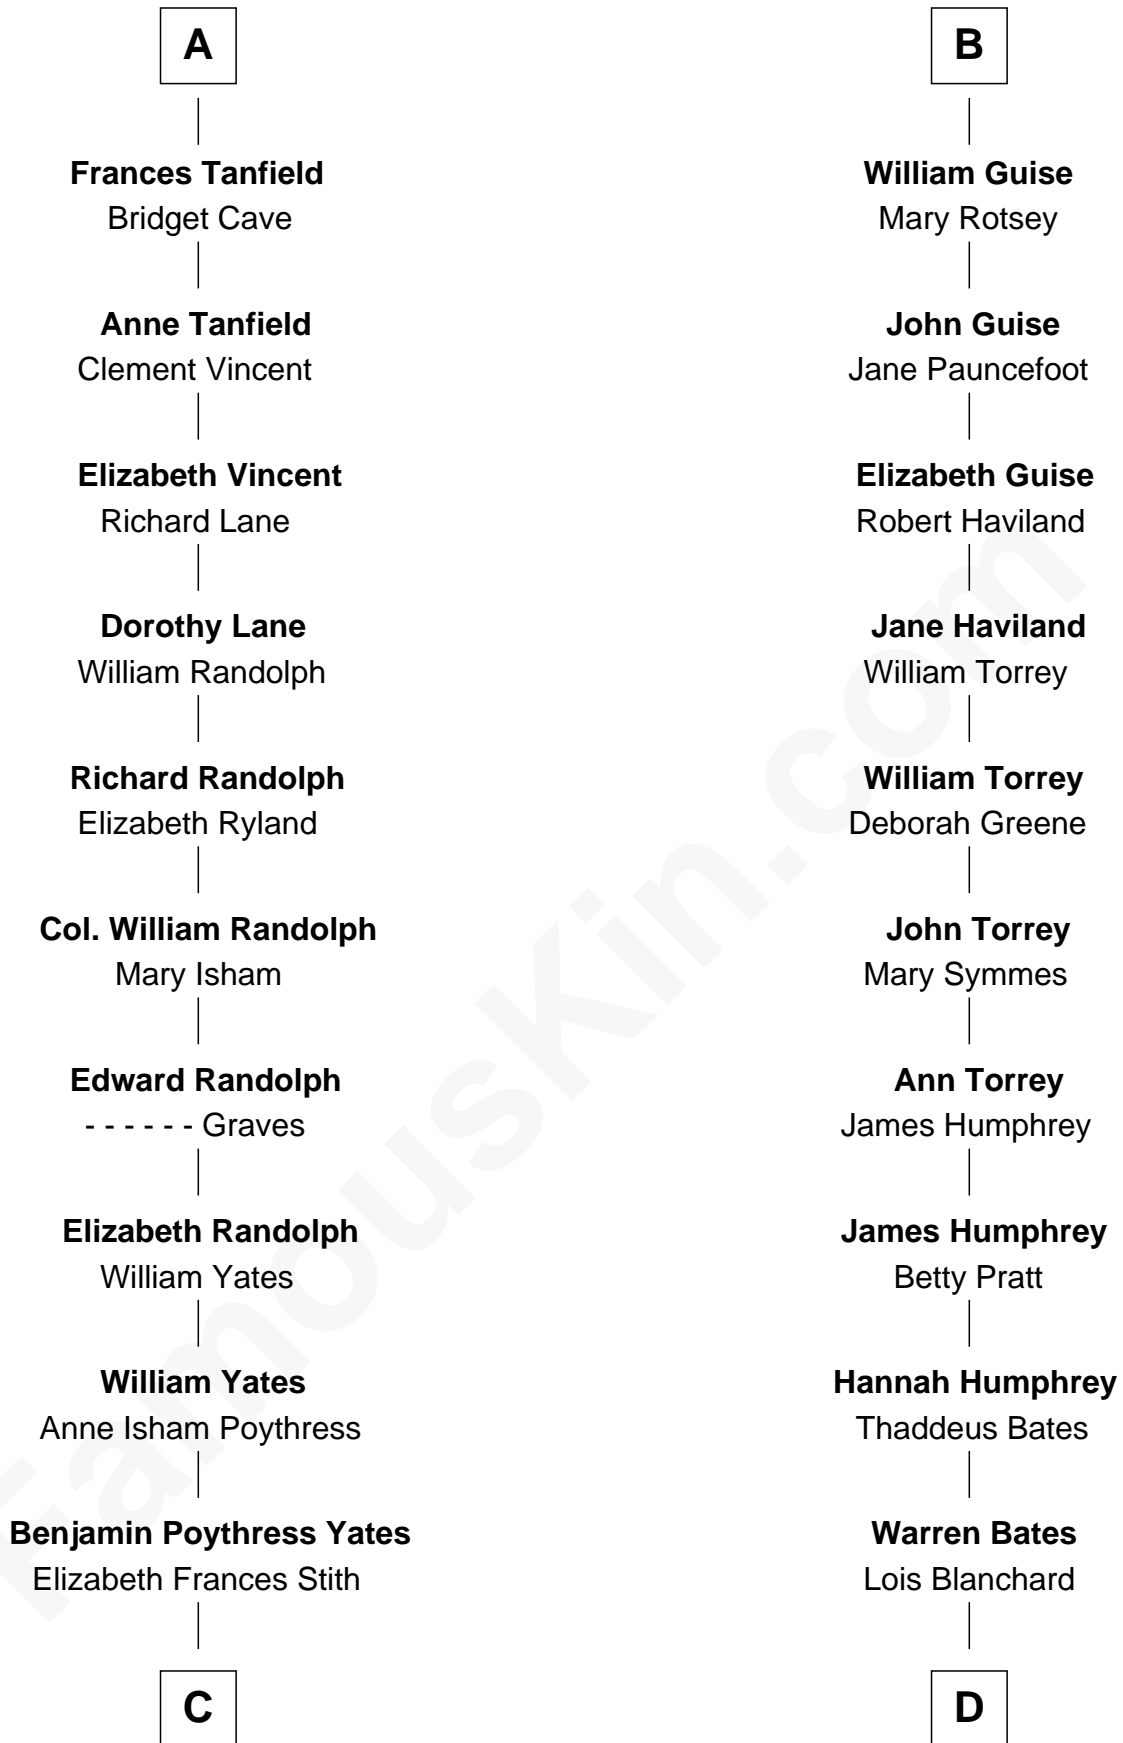 A
Frances Tanfield
Bridget Cave
Anne Tanfield
Clement Vincent
Elizabeth Vincent
Richard Lane
Dorothy Lane
William Randolph
Richard Randolph
Elizabeth Ryland
Col. William Randolph
Mary Isham
Edward Randolph
- - - - - - Graves
Elizabeth Randolph
William Yates
William Yates
Anne Isham Poythress
Benjamin Poythress Yates
Elizabeth Frances Stith
C
B
William Guise
Mary Rotsey
John Guise
Jane Pauncefoot
Elizabeth Guise
Robert Haviland
Jane Haviland
William Torrey
William Torrey
Deborah Greene
John Torrey
Mary Symmes
Ann Torrey
James Humphrey
James Humphrey
Betty Pratt
Hannah Humphrey
Thaddeus Bates
Warren Bates
Lois Blanchard
D
FamousKin.com